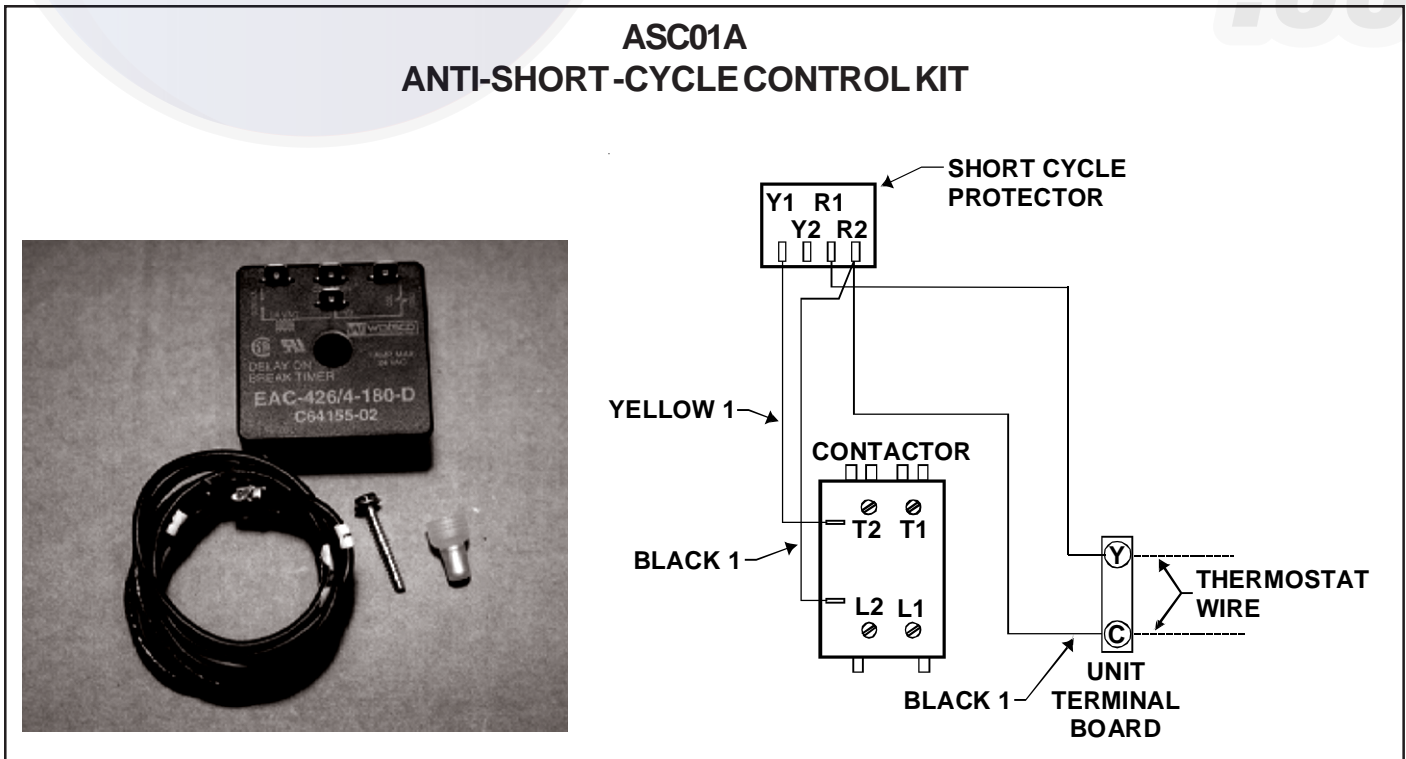 ASC01A
ANTI-SHORT-CYCLE CONTROL KIT
SHORT CYCLE
PROTECTOR
Y1 R1
Y2 R2
YELLOW 1
CONTACTOR
T2 T1
BLACK 1
L2 L1
Y
THERMOSTAT
WIRE
C
BLACK 1
UNIT
TERMINAL
BOARD
DELAY ON
BREAK TIMER
EAC-426/4-180-D
C64155-02